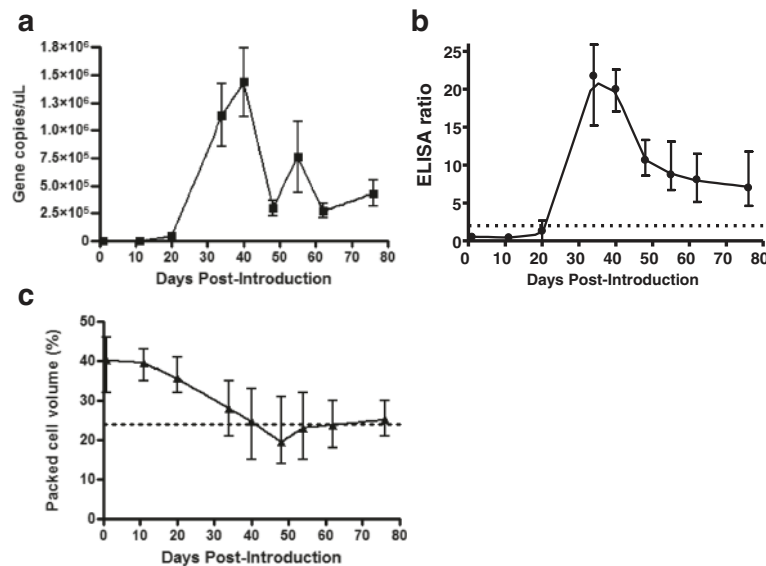 a
1.8×10⁶
1.5×10⁶
1.3×10⁶
1.0×10⁶
7.5×10⁵
5.0×10⁵
2.5×10⁵
0
Gene copies/uL
0 10 20 30 40 50 60 70 80
Days Post-Introduction
b
25
20
15
10
5
0
ELISA ratio
0 10 20 30 40 50 60 70 80
Days Post-Introduction
c
50
40
30
20
10
0
Packed cell volume (%)
0 10 20 30 40 50 60 70 80
Days Post-Introduction